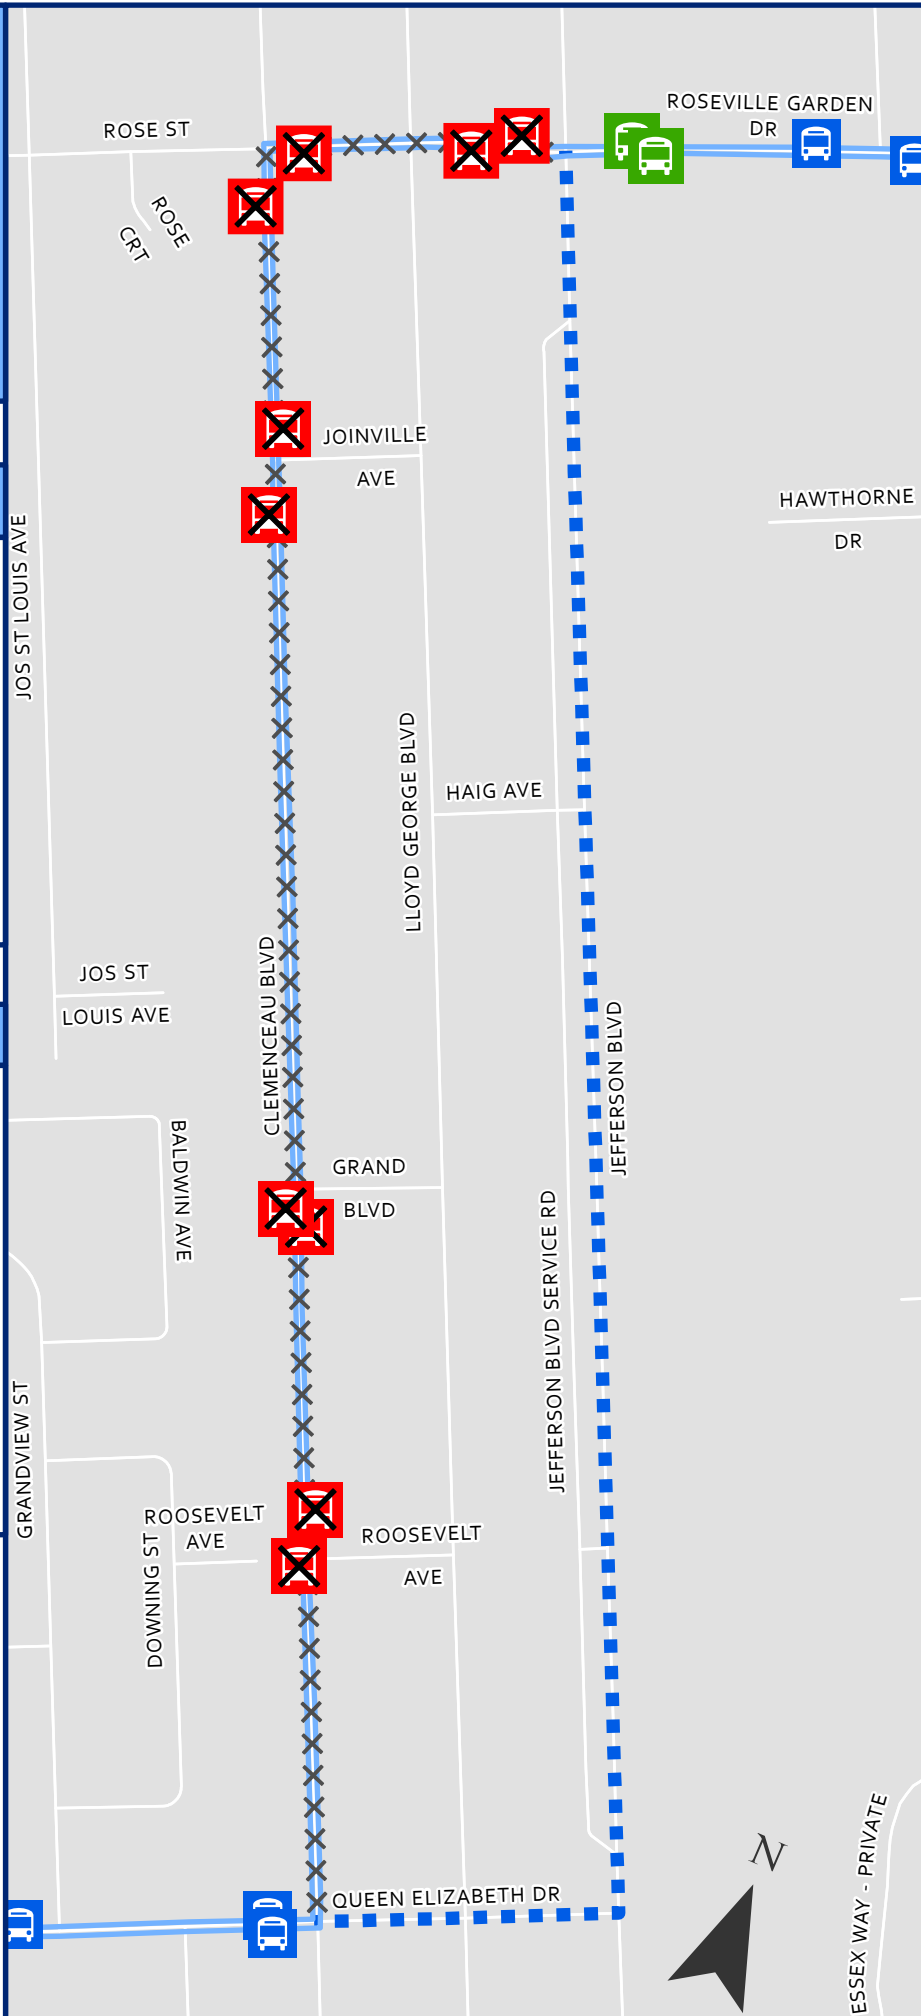 ROSEVILLE GARDEN
DR
ROSE ST
ROSE
CRT
JOINVILLE
AVE
HAWTHORNE
DR
JOS ST LOUIS AVE
LLOYD GEORGE BLVD
HAIG AVE
JOS ST
LOUIS AVE
CLEMENCEAU BLVD
JEFFERSON BLVD
BALDWIN AVE
GRAND
BLVD
JEFFERSON BLVD SERVICE RD
GRANDVIEW ST
ROOSEVELT
AVE
ROOSEVELT
AVE
DOWNING ST
QUEEN ELIZABETH DR
ESSEX WAY - PRIVATE
N